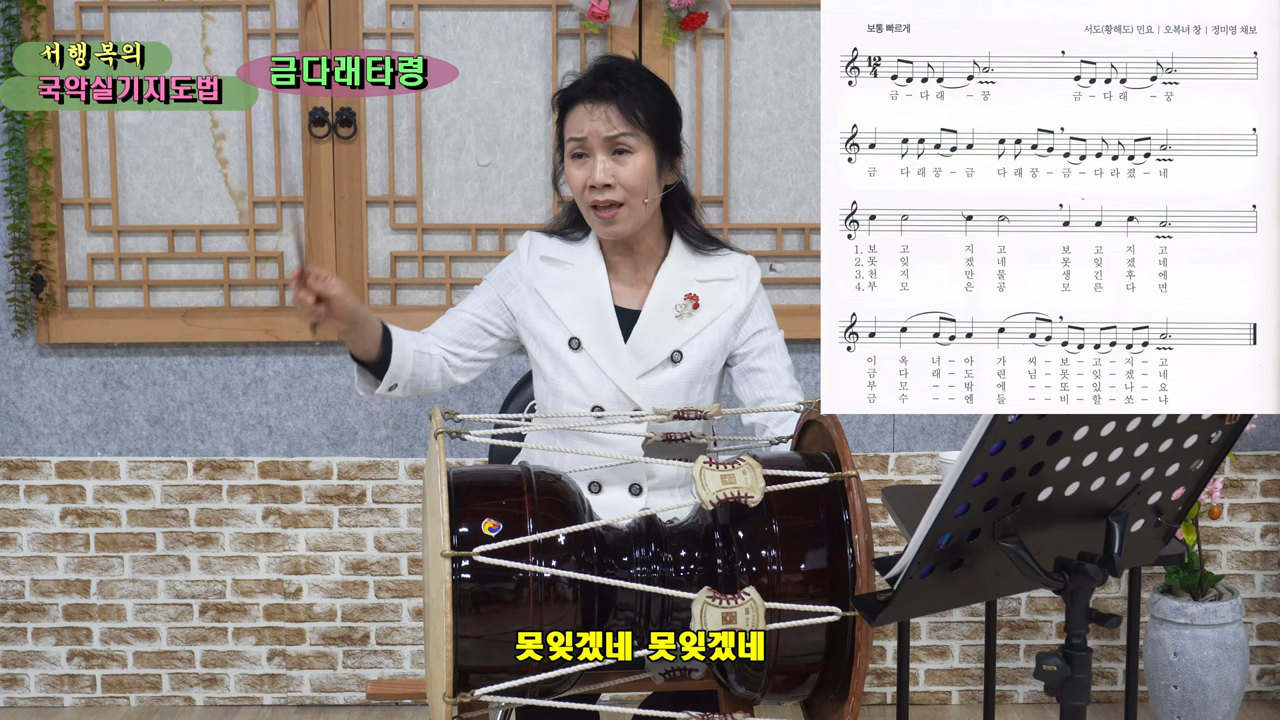 서행복의
국악실기지도법
금다래타령
보통 빠르게
서도(황해도) 민요 | 오복녀 창 | 정미영 채보
12
4
금 - 다 래 - 꿍 금 - 다 래 - 꿍
금 다 래 꿍 - 금 다 래 꿍 - 금 - 다 라 졌 - 네
1. 보 고 지 고 보 고 지 고
2. 못 잊 겠 네 못 잊 겠 네
3. 천 지 만 물 생 긴 후 에
4. 부 모 은 공 모 른 다 면
이 옥 녀 - 아 가 씨 - 보 - 고 - 지 - 고
금 다 래 - 도 련 님 - 못 - 잊 - 겠 - 네
부 모 - - 밖 에 - - 또 - 있 - 나 - 요
금 수 - - 엔 들 - - 비 - 할 - 쏘 - 냐
못잊겠네 못잊겠네